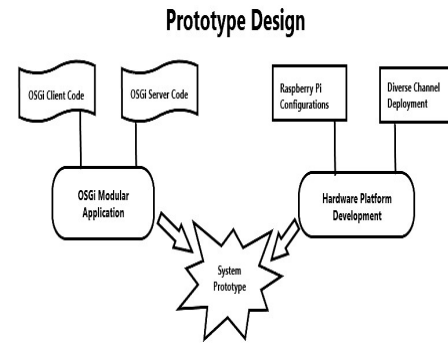 Prototype Design
OSGi Client Code
OSGi Server Code
Raspberry Pi
Configurations
Diverse Channel
Deployment
OSGi Modular
Application
Hardware Platform
Development
System
Prototype